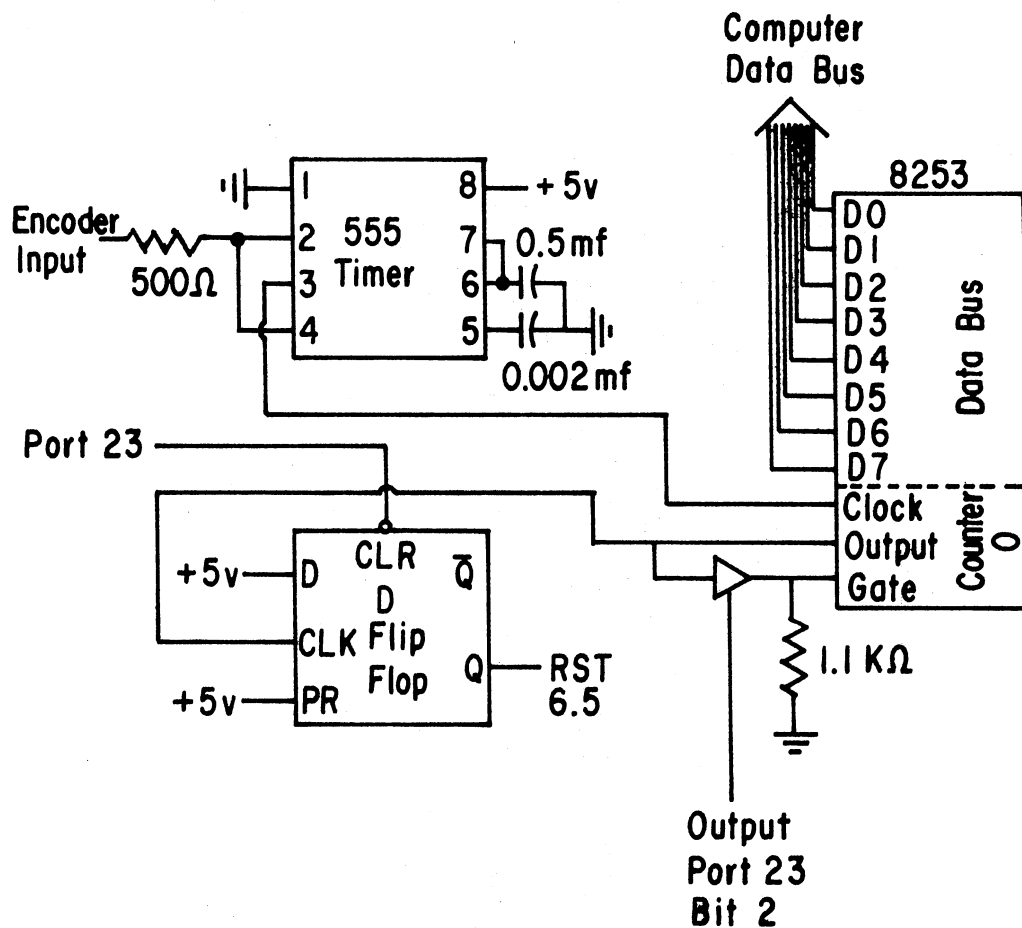 Computer
Data Bus
8253
D0
D1
D2
D3
D4
D5
D6
D7
Data Bus
Clock
Output
Gate
Counter
0
Encoder
Input
500Ω
1
2
3
4
555
Timer
8
7
6
5
+5v
0.5mf
0.002mf
Port 23
+5v
D
CLR
Q̅
D
Flip
Flop
CLK
Q
RST
6.5
+5v
PR
1.1 KΩ
Output
Port 23
Bit 2